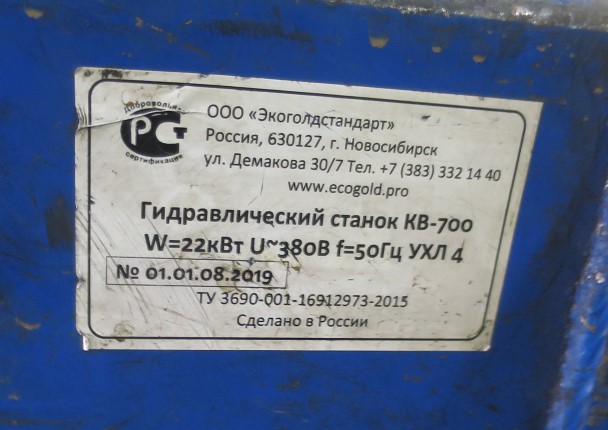 Добровольная
РСТ
сертификация
ООО «Экоголдстандарт»
Россия, 630127, г. Новосибирск
ул. Демакова 30/7 Тел. +7 (383) 332 14 40
www.ecogold.pro
Гидравлический станок КВ-700
W=22кВт U~380В f=50Гц УХЛ 4
№ 01.01.08.2019
ТУ 3690-001-16912973-2015
Сделано в России